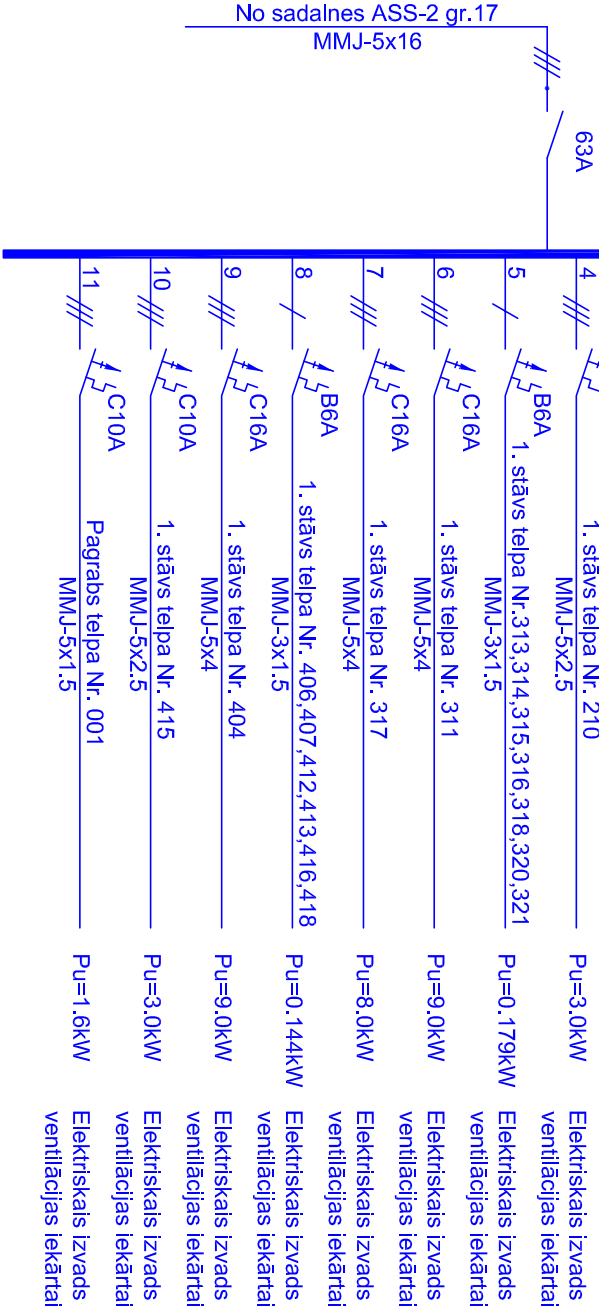 No sadalnes ASS-2 gr.17
MMJ-5x16
63A
4
1. stāvs telpa Nr. 210
MMJ-5x2.5
Pu=3.0kW
Elektriskais izvads
ventilācijas iekārtai
5
B6A
1. stāvs telpa Nr.313,314,315,316,318,320,321
MMJ-3x1.5
Pu=0.179kW
Elektriskais izvads
ventilācijas iekārtai
6
C16A
1. stāvs telpa Nr. 311
MMJ-5x4
Pu=9.0kW
Elektriskais izvads
ventilācijas iekārtai
7
C16A
1. stāvs telpa Nr. 317
MMJ-5x4
Pu=8.0kW
Elektriskais izvads
ventilācijas iekārtai
8
B6A
1. stāvs telpa Nr. 406,407,412,413,416,418
MMJ-3x1.5
Pu=0.144kW
Elektriskais izvads
ventilācijas iekārtai
9
C16A
1. stāvs telpa Nr. 404
MMJ-5x4
Pu=9.0kW
Elektriskais izvads
ventilācijas iekārtai
10
C10A
1. stāvs telpa Nr. 415
MMJ-5x2.5
Pu=3.0kW
Elektriskais izvads
ventilācijas iekārtai
11
C10A
Pagrabs telpa Nr. 001
MMJ-5x1.5
Pu=1.6kW
Elektriskais izvads
ventilācijas iekārtai